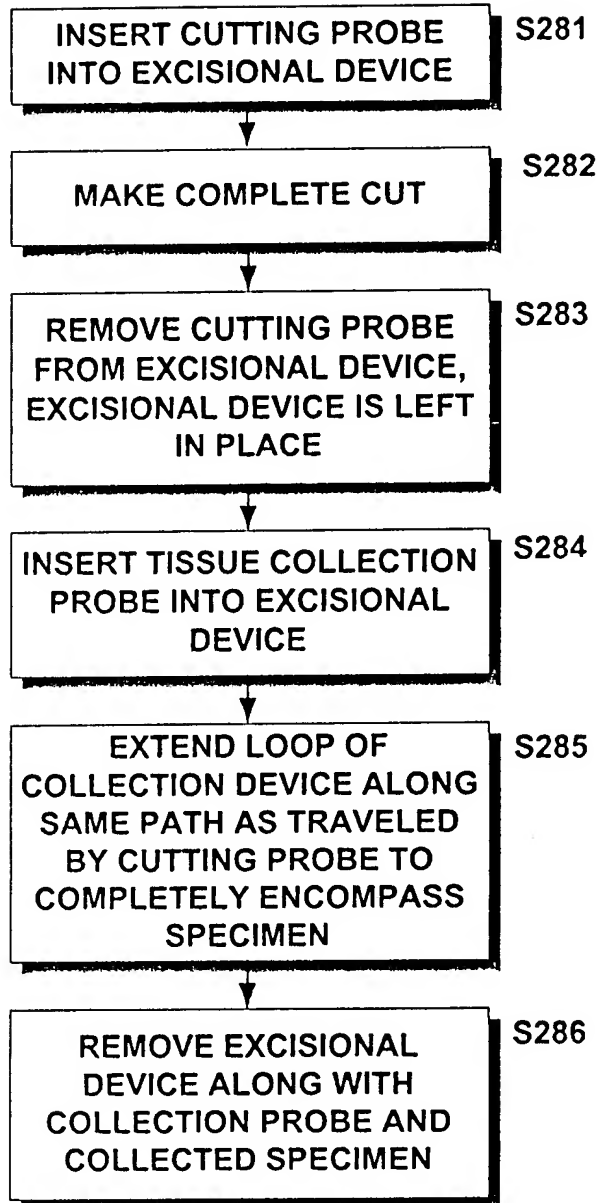 INSERT CUTTING PROBE
INTO EXCISIONAL DEVICE
S281
MAKE COMPLETE CUT
S282
REMOVE CUTTING PROBE
FROM EXCISIONAL DEVICE,
EXCISIONAL DEVICE IS LEFT
IN PLACE
S283
INSERT TISSUE COLLECTION
PROBE INTO EXCISIONAL
DEVICE
S284
EXTEND LOOP OF
COLLECTION DEVICE ALONG
SAME PATH AS TRAVELED
BY CUTTING PROBE TO
COMPLETELY ENCOMPASS
SPECIMEN
S285
REMOVE EXCISIONAL
DEVICE ALONG WITH
COLLECTION PROBE AND
COLLECTED SPECIMEN
S286